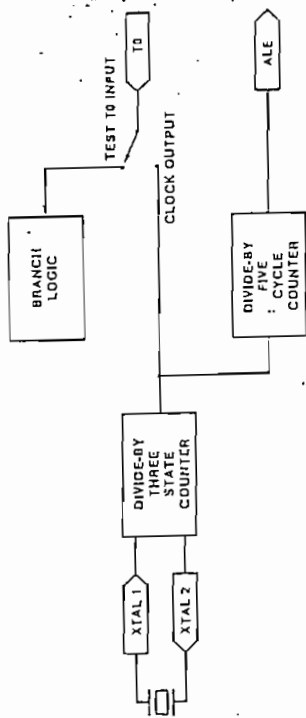 XTAL 1
XTAL 2
DIVIDE-BY
THREE
STATE
COUNTER
BRANCH
LOGIC
TEST T0 INPUT
T0
CLOCK OUTPUT
DIVIDE-BY
FIVE
CYCLE
COUNTER
ALE